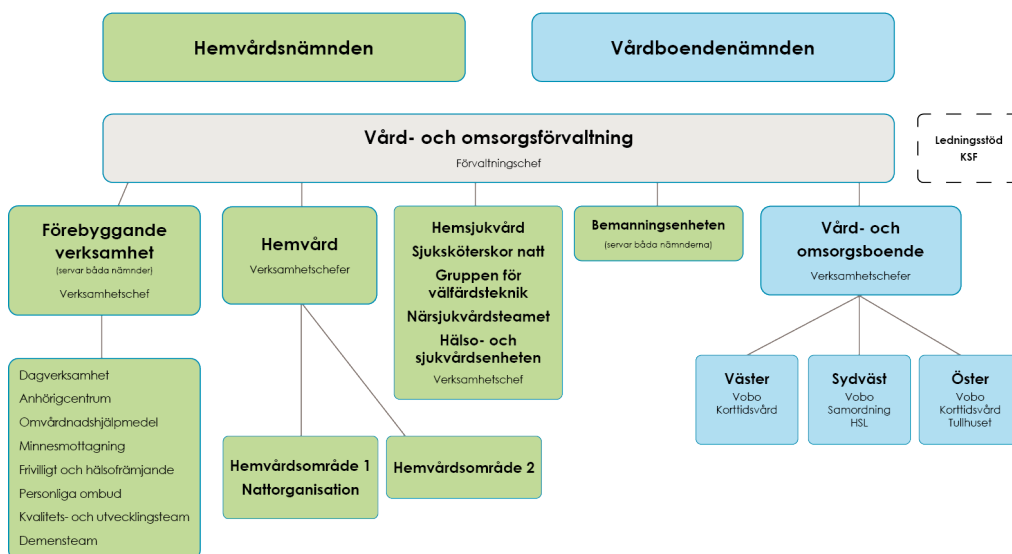 Hemvårdsnämnden
Vårdboendenämnden
Vård- och omsorgsförvaltning
Förvaltningschef
Ledningsstöd
KSF
Förebyggande
verksamhet
(servar båda nämnder)
Verksamhetschef
Hemvård
Verksamhetschefer
Hemsjukvård
Sjuksköterskor natt
Gruppen för
välfärdsteknik
Närsjukvårdsteamet
Hälso- och
sjukvårdsenheten
Verksamhetschef
Bemanningsenheten
(servar båda nämnderna)
Vård- och
omsorgsboende
Verksamhetschefer
Dagverksamhet
Anhörigcentrum
Omvårdnadshjälpmedel
Minnesmottagning
Frivilligt och hälsofrämjande
Personliga ombud
Kvalitets- och utvecklingsteam
Demensteam
Hemvårdsområde 1
Nattorganisation
Hemvårdsområde 2
Väster
Vobo
Korttidsvård
Sydväst
Vobo
Samordning
HSL
Öster
Vobo
Korttidsvård
Tullhuset